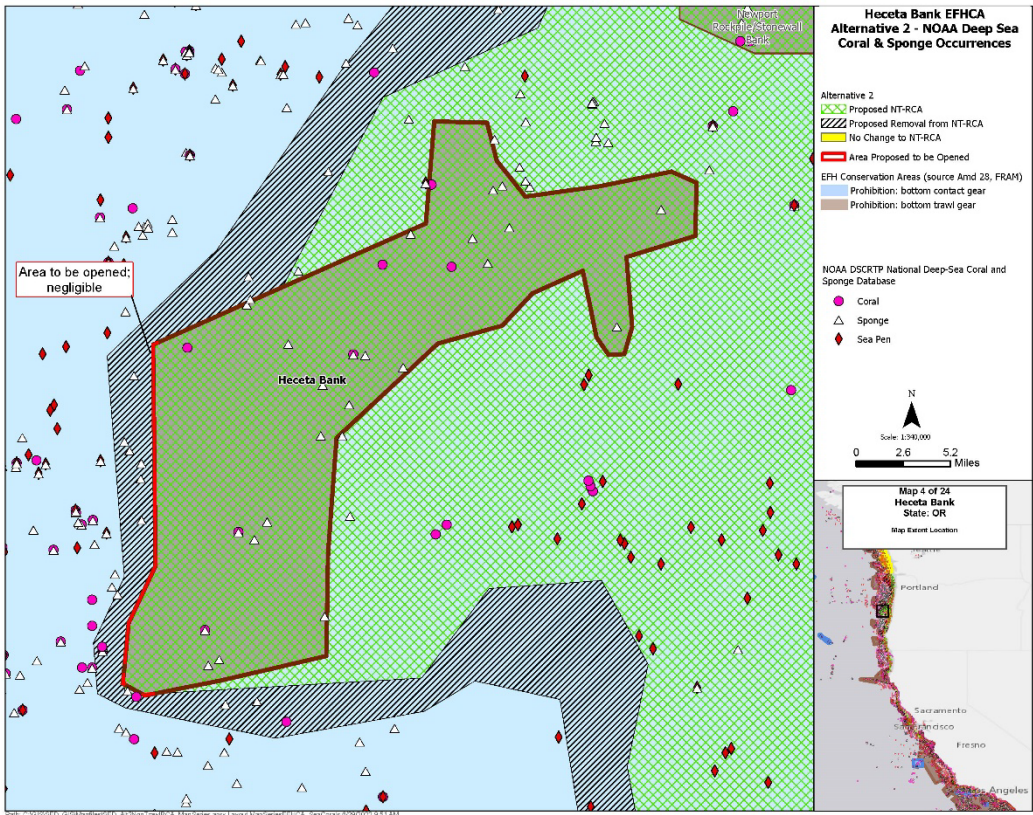 Newport
Rockpile/Stonewall
Bank
Area to be opened;
negligible
Heceta Bank
Heceta Bank EFHCA
Alternative 2 - NOAA Deep Sea
Coral & Sponge Occurrences
Alternative 2
Proposed NT-RCA
Proposed Removal from NT-RCA
No Change to NT-RCA
Area Proposed to be Opened
EFH Conservation Areas (source Amd 28, FRAM)
Prohibition: bottom contact gear
Prohibition: bottom trawl gear
NOAA DSCRTP National Deep-Sea Coral and
Sponge Database
Coral
Sponge
Sea Pen
N
Scale: 1:340,000
0 2.6 5.2
Miles
Map 4 of 24
Heceta Bank
State: OR
Map Extent Location
Portland
Sacramento
San Francisco
Fresno
Los Angeles